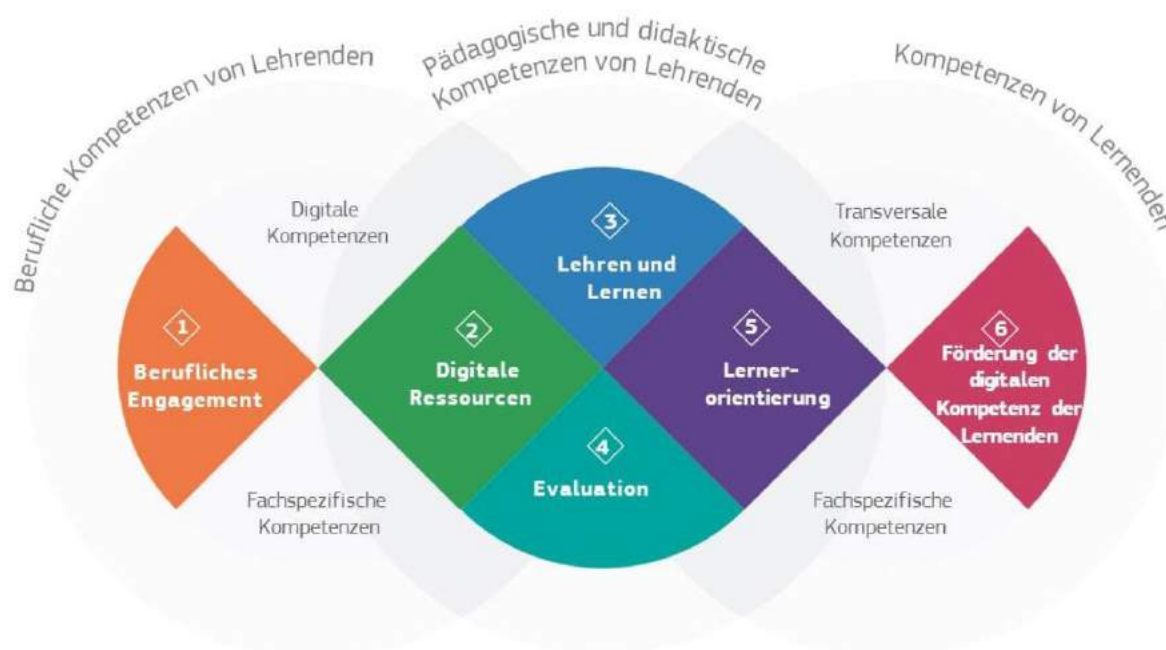 Berufliche Kompetenzen von Lehrenden
Pädagogische und didaktische
Kompetenzen von Lehrenden
Kompetenzen von Lernenden
Digitale
Kompetenzen
Transversale
Kompetenzen
1
Berufliches
Engagement
2
Digitale
Ressourcen
3
Lehren und
Lernen
4
Evaluation
5
Lerner-
orientierung
6
Förderung der
digitalen
Kompetenz der
Lernenden
Fachspezifische
Kompetenzen
Fachspezifische
Kompetenzen